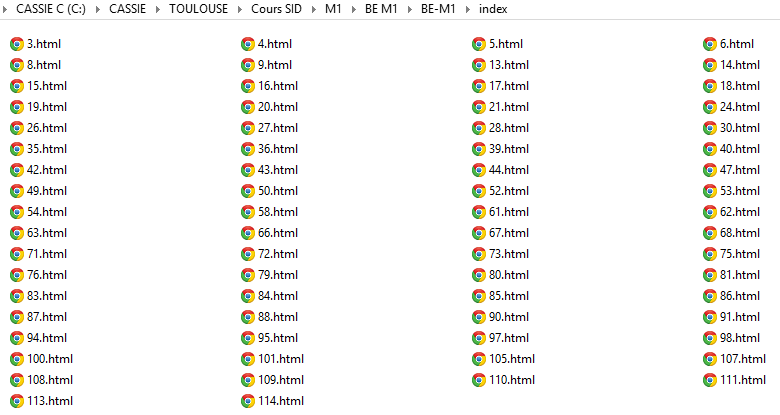 CASSIE C (C:) CASSIE TOULOUSE Cours SID M1 BE M1 BE-M1 index
3.html 4.html 5.html 6.html
8.html 9.html 13.html 14.html
15.html 16.html 17.html 18.html
19.html 20.html 21.html 24.html
26.html 27.html 28.html 30.html
35.html 36.html 39.html 40.html
42.html 43.html 44.html 47.html
49.html 50.html 52.html 53.html
54.html 58.html 61.html 62.html
63.html 66.html 67.html 68.html
71.html 72.html 73.html 75.html
76.html 79.html 80.html 81.html
83.html 84.html 85.html 86.html
87.html 88.html 90.html 91.html
94.html 95.html 97.html 98.html
100.html 101.html 105.html 107.html
108.html 109.html 110.html 111.html
113.html 114.html